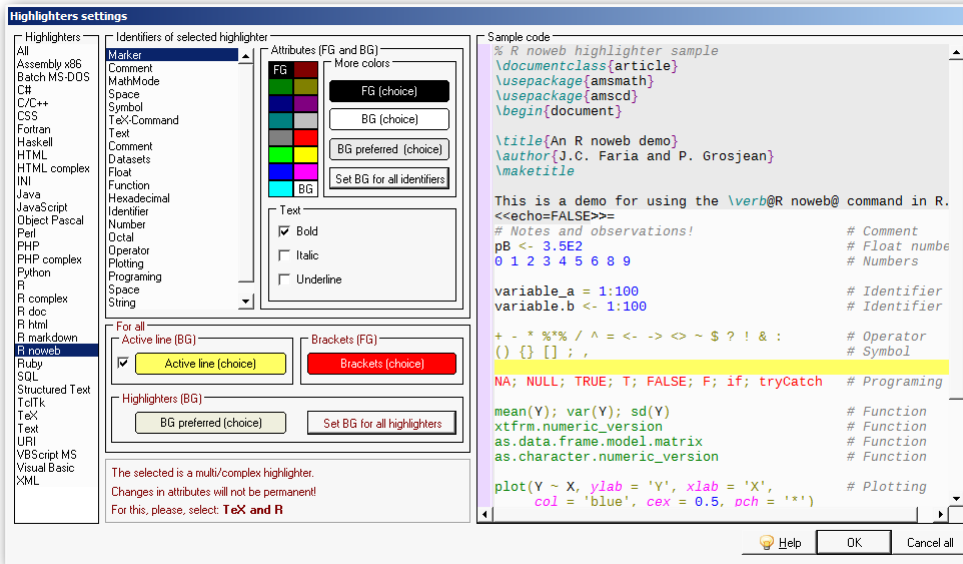 Highlighters settings
Highlighters
All
Assembly x86
Batch MS-DOS
C#
C/C++
CSS
Fortran
Haskell
HTML
HTML complex
INI
Java
JavaScript
Object Pascal
Perl
PHP
PHP complex
Python
R
R complex
R doc
R html
R markdown
R noweb
Ruby
SQL
Structured Text
TclTk
TeX
Text
URI
VBScript MS
Visual Basic
XML
Identifiers of selected highlighter
Marker
Comment
MathMode
Space
Symbol
TeX-Command
Text
Comment
Datasets
Float
Function
Hexadecimal
Identifier
Number
Octal
Operator
Plotting
Programing
Space
String
Attributes (FG and BG)
FG
BG
More colors
FG (choice)
BG (choice)
BG preferred (choice)
Set BG for all identifiers
Text
Bold
Italic
Underline
For all
Active line (BG)
Active line (choice)
Brackets (FG)
Brackets (choice)
Highlighters (BG)
BG preferred (choice)
Set BG for all highlighters
The selected is a multi/complex highlighter.
Changes in attributes will not be permanent!
For this, please, select: TeX and R
Sample code
% R noweb highlighter sample
\documentclass{article}
\usepackage{amsmath}
\usepackage{amscd}
\begin{document}
\title{An R noweb demo}
\author{J.C. Faria and P. Grosjean}
\maketitle
This is a demo for using the \verb@R noweb@ command in R.
<<echo=FALSE>>=
# Notes and observations! # Comment
pB <- 3.5E2 # Float numbe
0 1 2 3 4 5 6 8 9 # Numbers
variable_a = 1:100 # Identifier
variable.b <- 1:100 # Identifier
+ - * %*% / ^ = <- -> <> ~ $ ? ! & : # Operator
() {} [] ; , # Symbol
NA; NULL; TRUE; T; FALSE; F; if; tryCatch # Programing
mean(Y); var(Y); sd(Y) # Function
xtfrm.numeric_version # Function
as.data.frame.model.matrix # Function
as.character.numeric_version # Function
plot(Y ~ X, ylab = 'Y', xlab = 'X', # Plotting
col = 'blue', cex = 0.5, pch = '*')
Help
OK
Cancel all